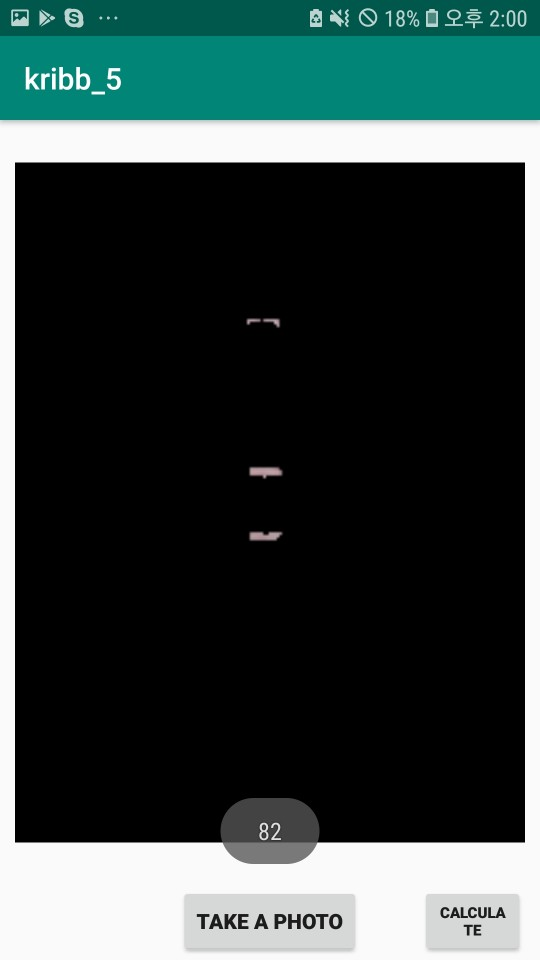 18% 오후 2:00
kribb_5
82
TAKE A PHOTO
CALCULA
TE